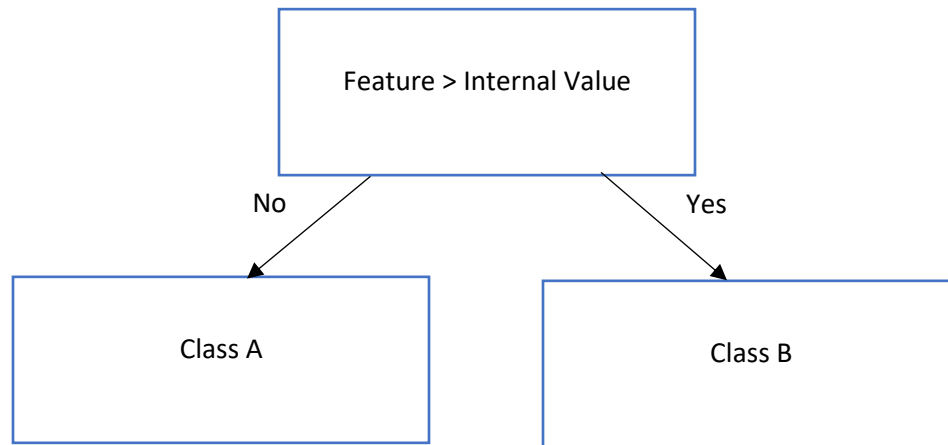 Feature > Internal Value
No
Yes
Class A
Class B